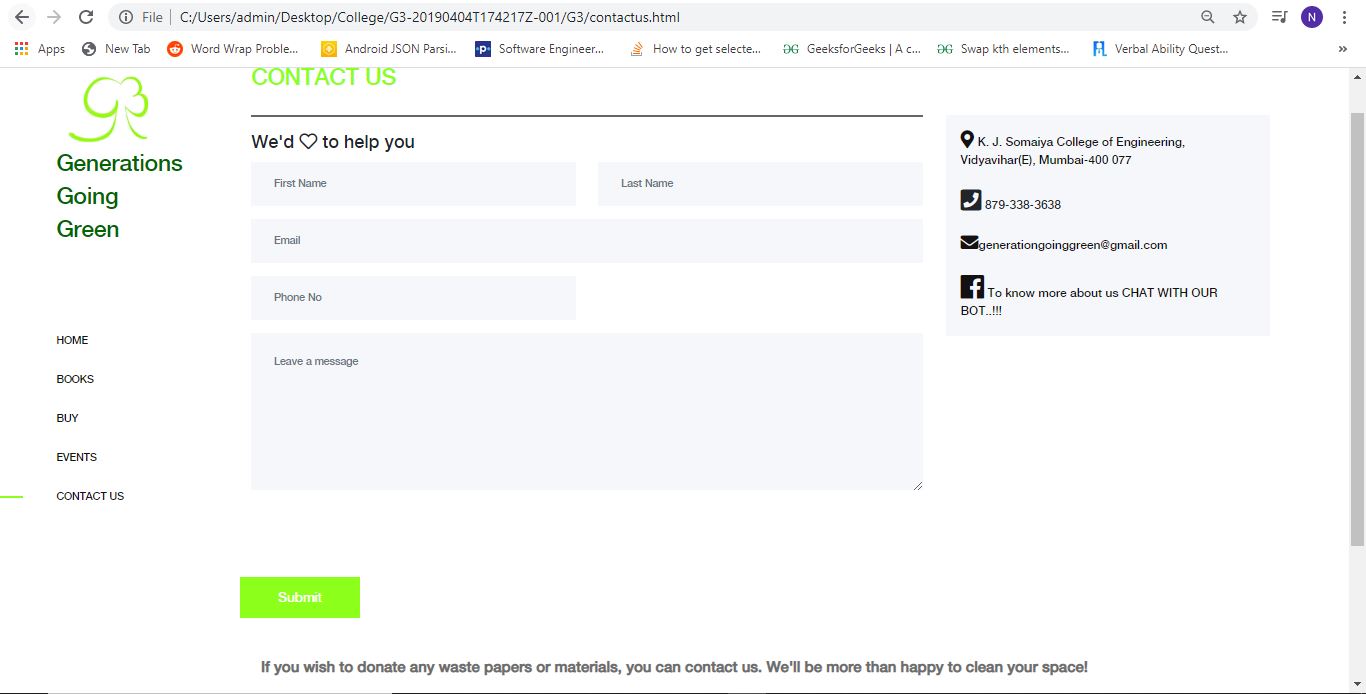 File
C:/Users/admin/Desktop/College/G3-20190404T174217Z-001/G3/contactus.html
N
Apps
New Tab
Word Wrap Proble...
Android JSON Parsi...
Software Engineer...
How to get selecte...
GeeksforGeeks | A c...
Swap kth elements...
Verbal Ability Quest...
»
G3
Generations
Going
Green
HOME
BOOKS
BUY
EVENTS
CONTACT US
CONTACT US
We'd ♡ to help you
First Name
Last Name
Email
Phone No
Leave a message
Submit
If you wish to donate any waste papers or materials, you can contact us. We'll be more than happy to clean your space!
K. J. Somaiya College of Engineering,
Vidyavihar(E), Mumbai-400 077
879-338-3638
generationgoinggreen@gmail.com
To know more about us CHAT WITH OUR
BOT..!!!